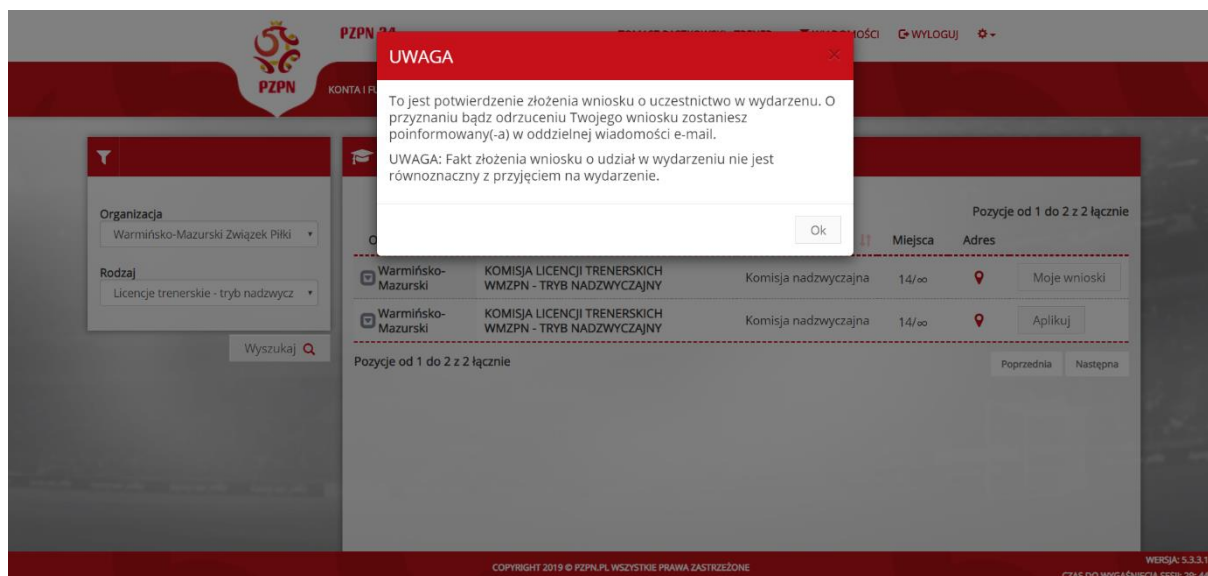 PZPN 24
WYLOGUJ
PZPN
KONTA I
UWAGA
To jest potwierdzenie złożenia wniosku o uczestnictwo w wydarzenu. O
przyznaniu bądz odrzuceniu Twojego wniosku zostaniesz
poinformowany(-a) w oddzielnej wiadomości e-mail.
UWAGA: Fakt złożenia wniosku o udział w wydarzeniu nie jest
równoznaczny z przyjęciem na wydarzenie.
Ok
Organizacja
Warmińsko-Mazurski Związek Piłki
Rodzaj
Licencje trenerskie - tryb nadzwycz
Wyszukaj
Pozycje od 1 do 2 z 2 łącznie
Miejsca Adres
Warmińsko-Mazurski KOMISJA LICENCJI TRENERSKICH WMZPN - TRYB NADZWYCZAJNY Komisja nadzwyczajna 14/∞ Moje wnioski
Warmińsko-Mazurski KOMISJA LICENCJI TRENERSKICH WMZPN - TRYB NADZWYCZAJNY Komisja nadzwyczajna 14/∞ Aplikuj
Pozycje od 1 do 2 z 2 łącznie
Poprzednia Następna
COPYRIGHT 2019 © PZPN.PL WSZYSTKIE PRAWA ZASTRZEŻONE
WERSJA: 5.3.3.1